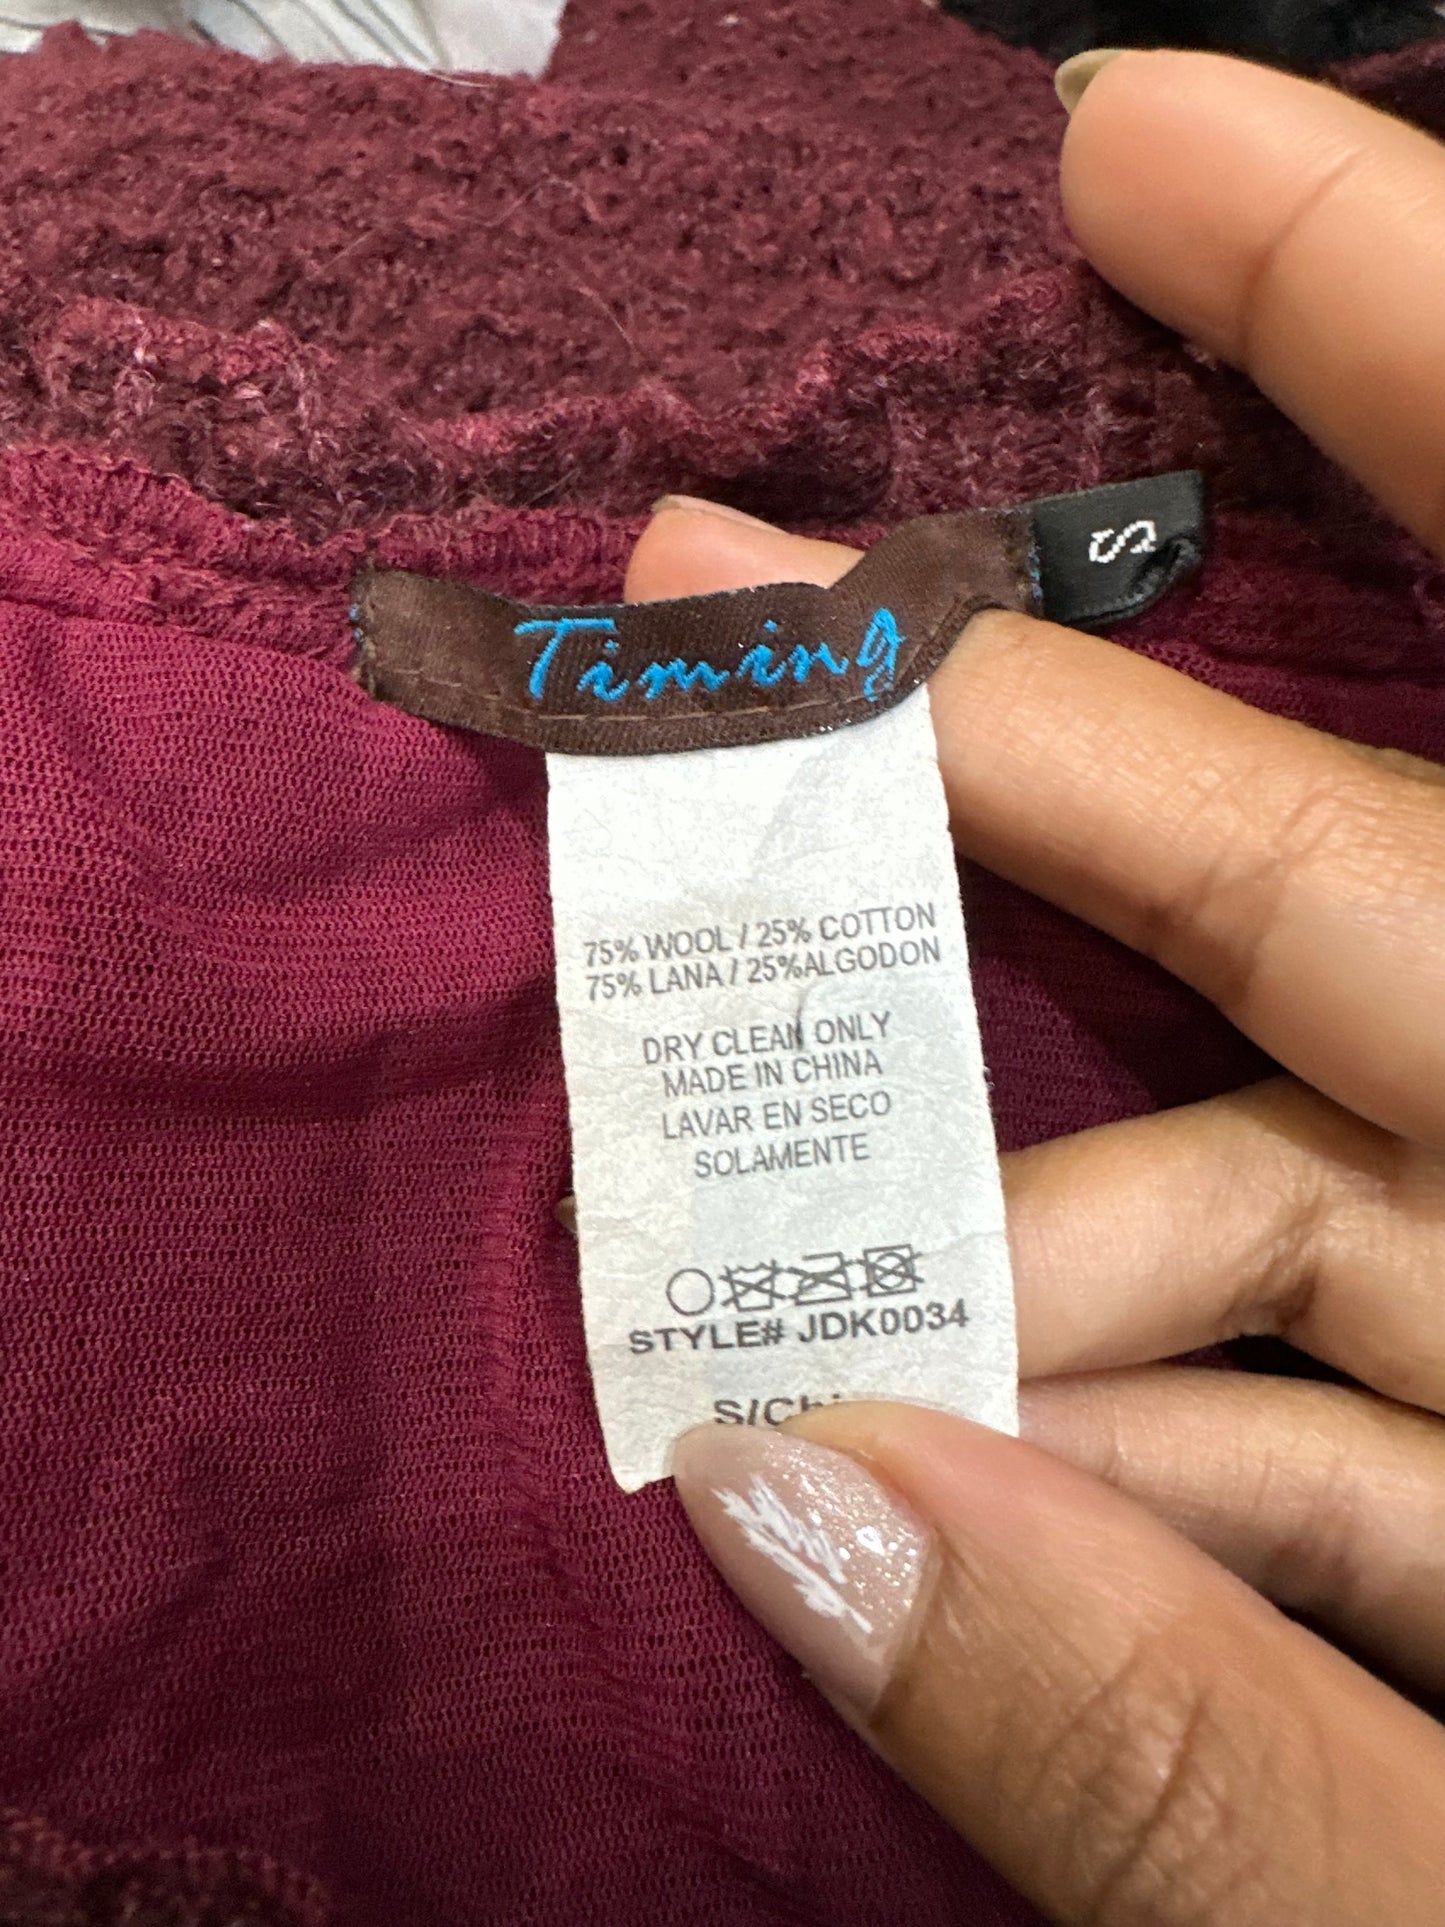 Timing
S
75% WOOL / 25% COTTON
75% LANA / 25%ALGODON
DRY CLEAN ONLY
MADE IN CHINA
LAVAR EN SECO
SOLAMENTE
STYLE# JDK0034